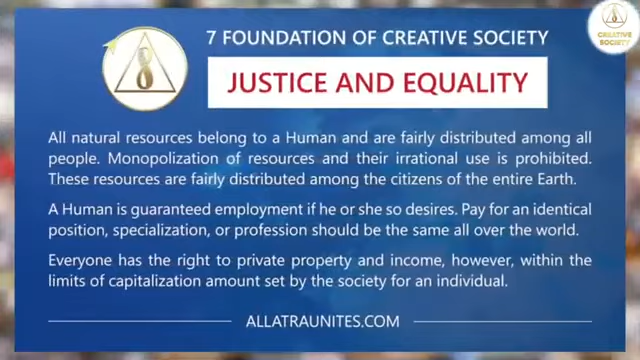 7 FOUNDATION OF CREATIVE SOCIETY
CREATIVE
SOCIETY
JUSTICE AND EQUALITY
All natural resources belong to a Human and are fairly distributed among all
people. Monopolization of resources and their irrational use is prohibited.
These resources are fairly distributed among the citizens of the entire Earth.
A Human is guaranteed employment if he or she so desires. Pay for an identical
position, specialization, or profession should be the same all over the world.
Everyone has the right to private property and income, however, within the
limits of capitalization amount set by the society for an individual.
ALLATRAUNITES.COM